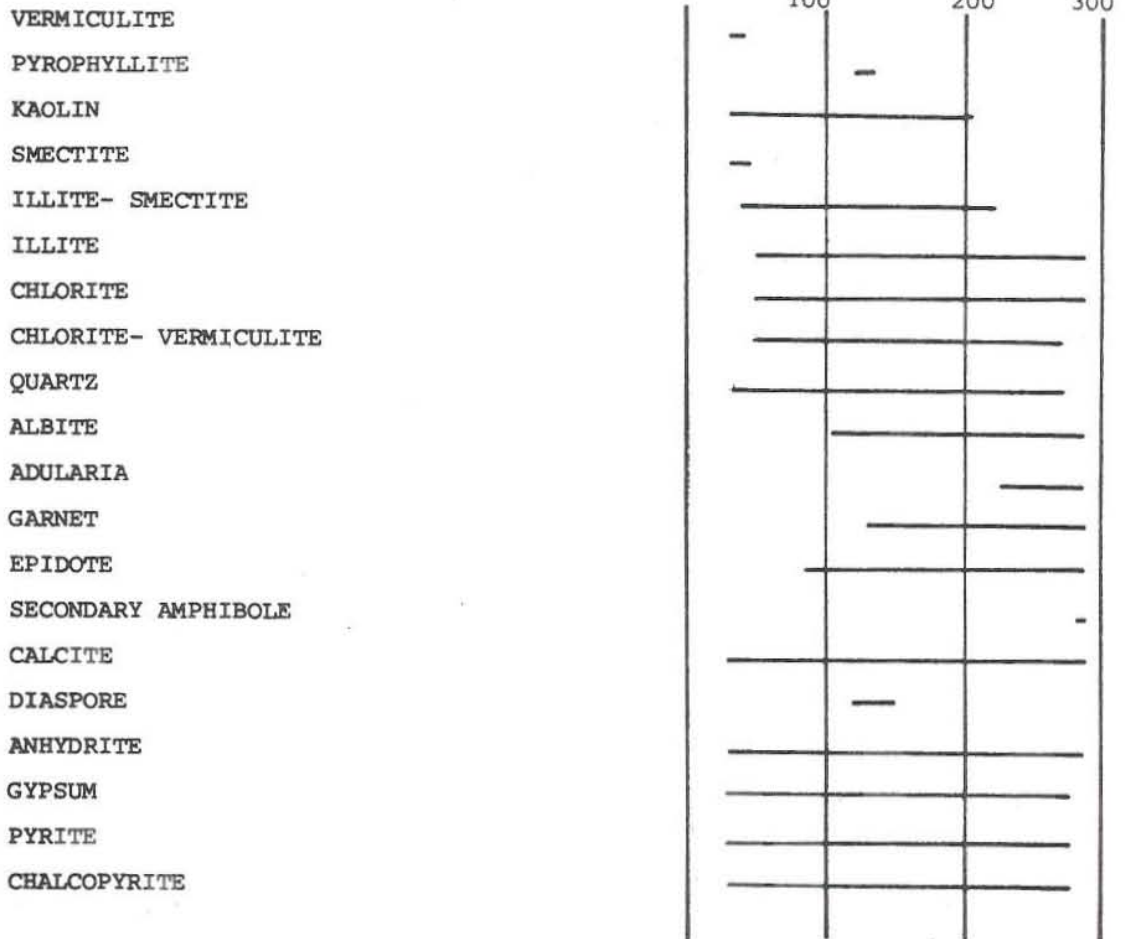 100 200 300
VERMICULITE
PYROPHYLLITE
KAOLIN
SMECTITE
ILLITE- SMECTITE
ILLITE
CHLORITE
CHLORITE- VERMICULITE
QUARTZ
ALBITE
ADULARIA
GARNET
EPIDOTE
SECONDARY AMPHIBOLE
CALCITE
DIASPORE
ANHYDRITE
GYPSUM
PYRITE
CHALCOPYRITE